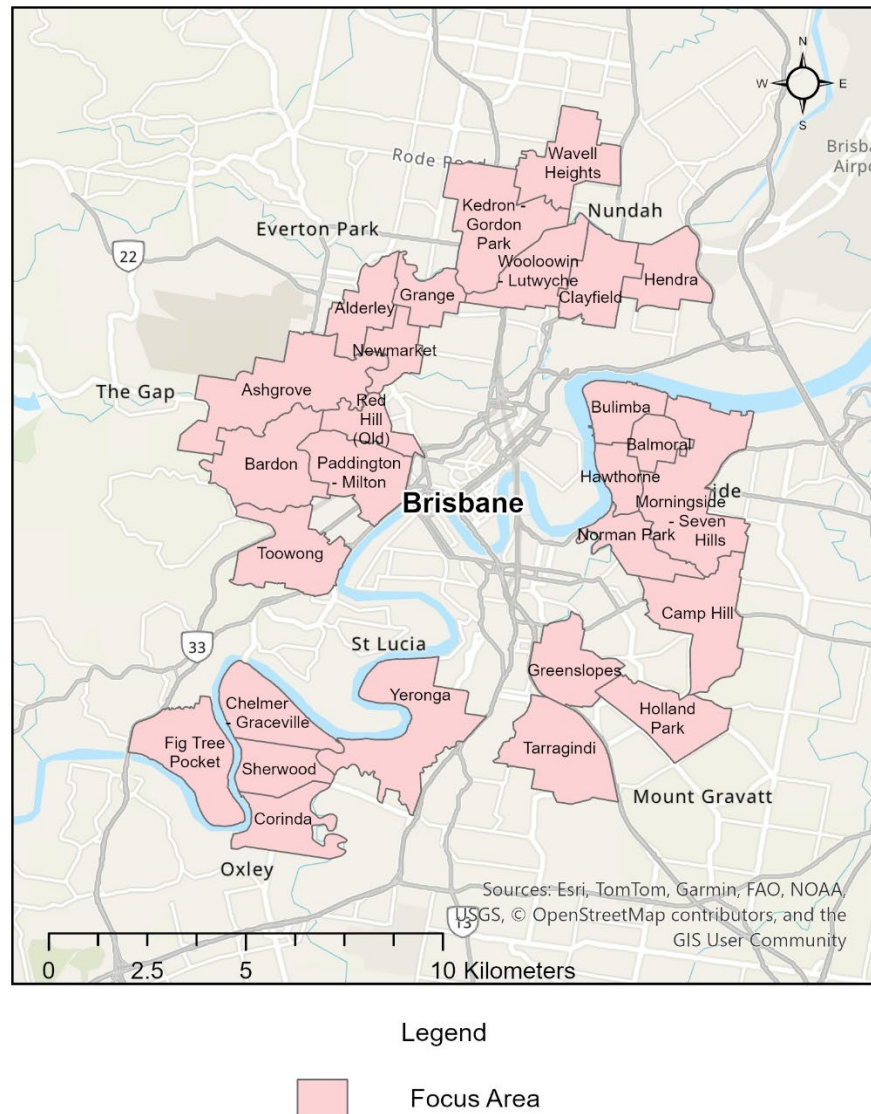 N
W
E
S
Brisba
Airpo
Rode Road
Wavell
Heights
Nundah
Kedron -
Gordon
Park
Everton Park
22
Wooloowin
- Lutwyche
Hendra
Clayfield
Grange
Alderley
Newmarket
The Gap
Ashgrove
Red
Hill
(Qld)
Bulimba
Balmoral
Bardon
Paddington
- Milton
Hawthorne
Brisbane
Morningside
- Seven
Hills
ide
Norman Park
Toowong
Camp Hill
33
St Lucia
Greenslopes
Yeronga
Chelmer
- Graceville
Holland
Park
Fig Tree
Pocket
Tarragindi
Sherwood
Mount Gravatt
Corinda
Oxley
Sources: Esri, TomTom, Garmin, FAO, NOAA,
USGS, © OpenStreetMap contributors, and the
GIS User Community
13
0 2.5 5 10 Kilometers
Legend
Focus Area